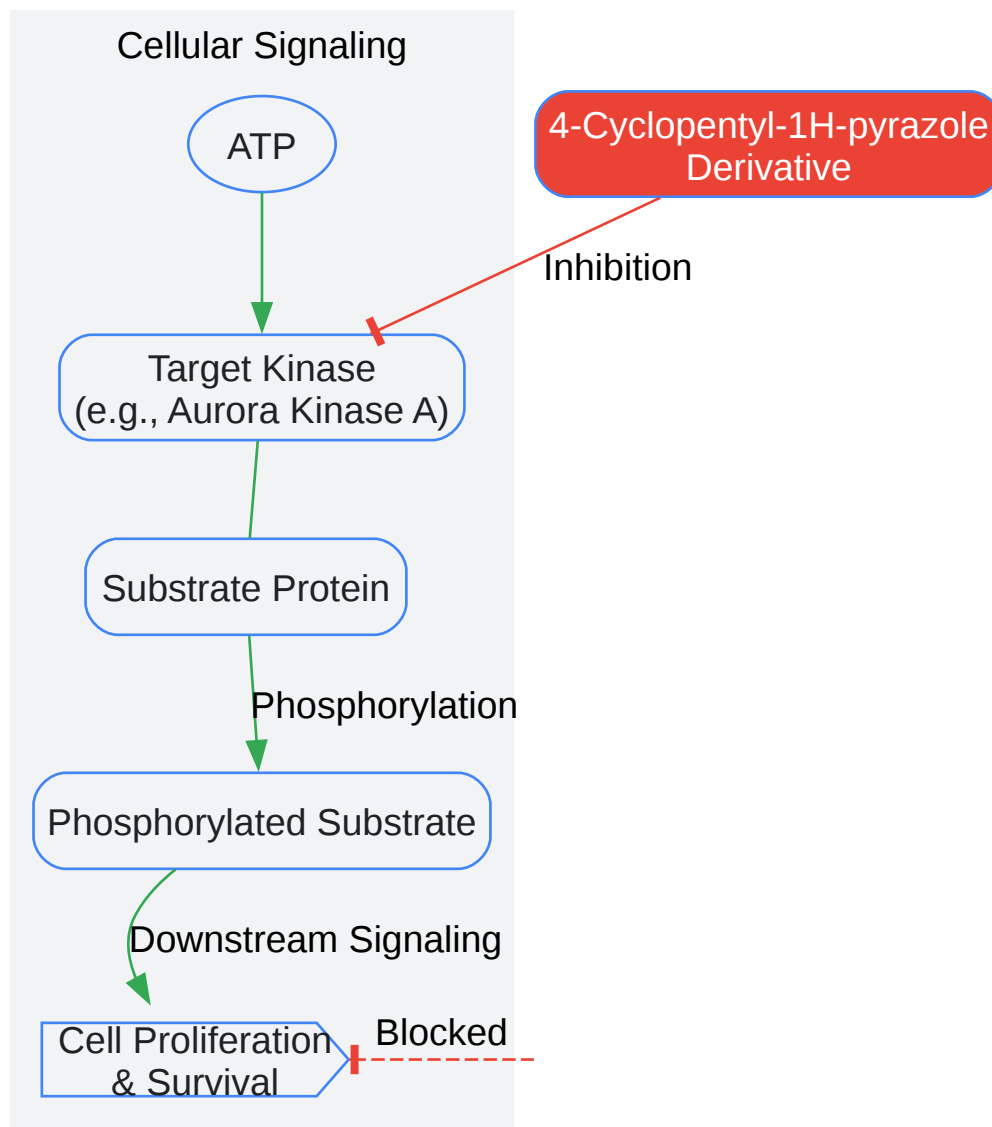 Cellular Signaling
ATP
4-Cyclopentyl-1H-pyrazole
Derivative
Inhibition
Target Kinase
(e.g., Aurora Kinase A)
Substrate Protein
Phosphorylation
Phosphorylated Substrate
Downstream Signaling
Blocked
Cell Proliferation
& Survival